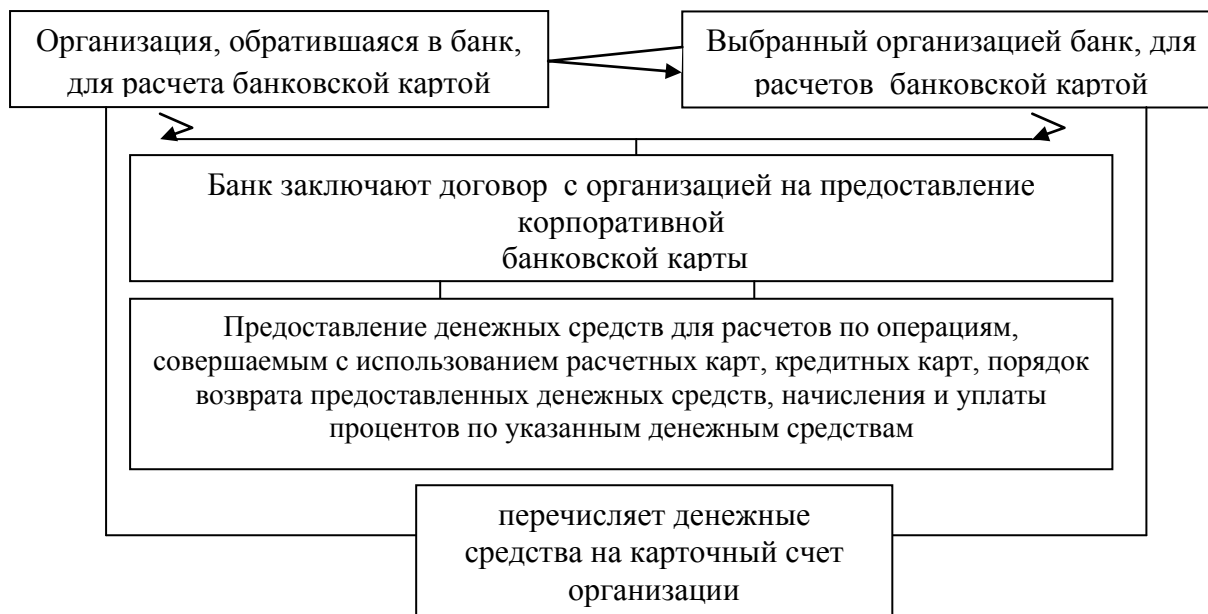 Организация, обратившаяся в банк,
для расчета банковской картой
Выбранный организацией банк, для
расчетов банковской картой
Банк заключают договор с организацией на предоставление
корпоративной
банковской карты
Предоставление денежных средств для расчетов по операциям,
совершаемым с использованием расчетных карт, кредитных карт, порядок
возврата предоставленных денежных средств, начисления и уплаты
процентов по указанным денежным средствам
перечисляет денежные
средства на карточный счет
организации